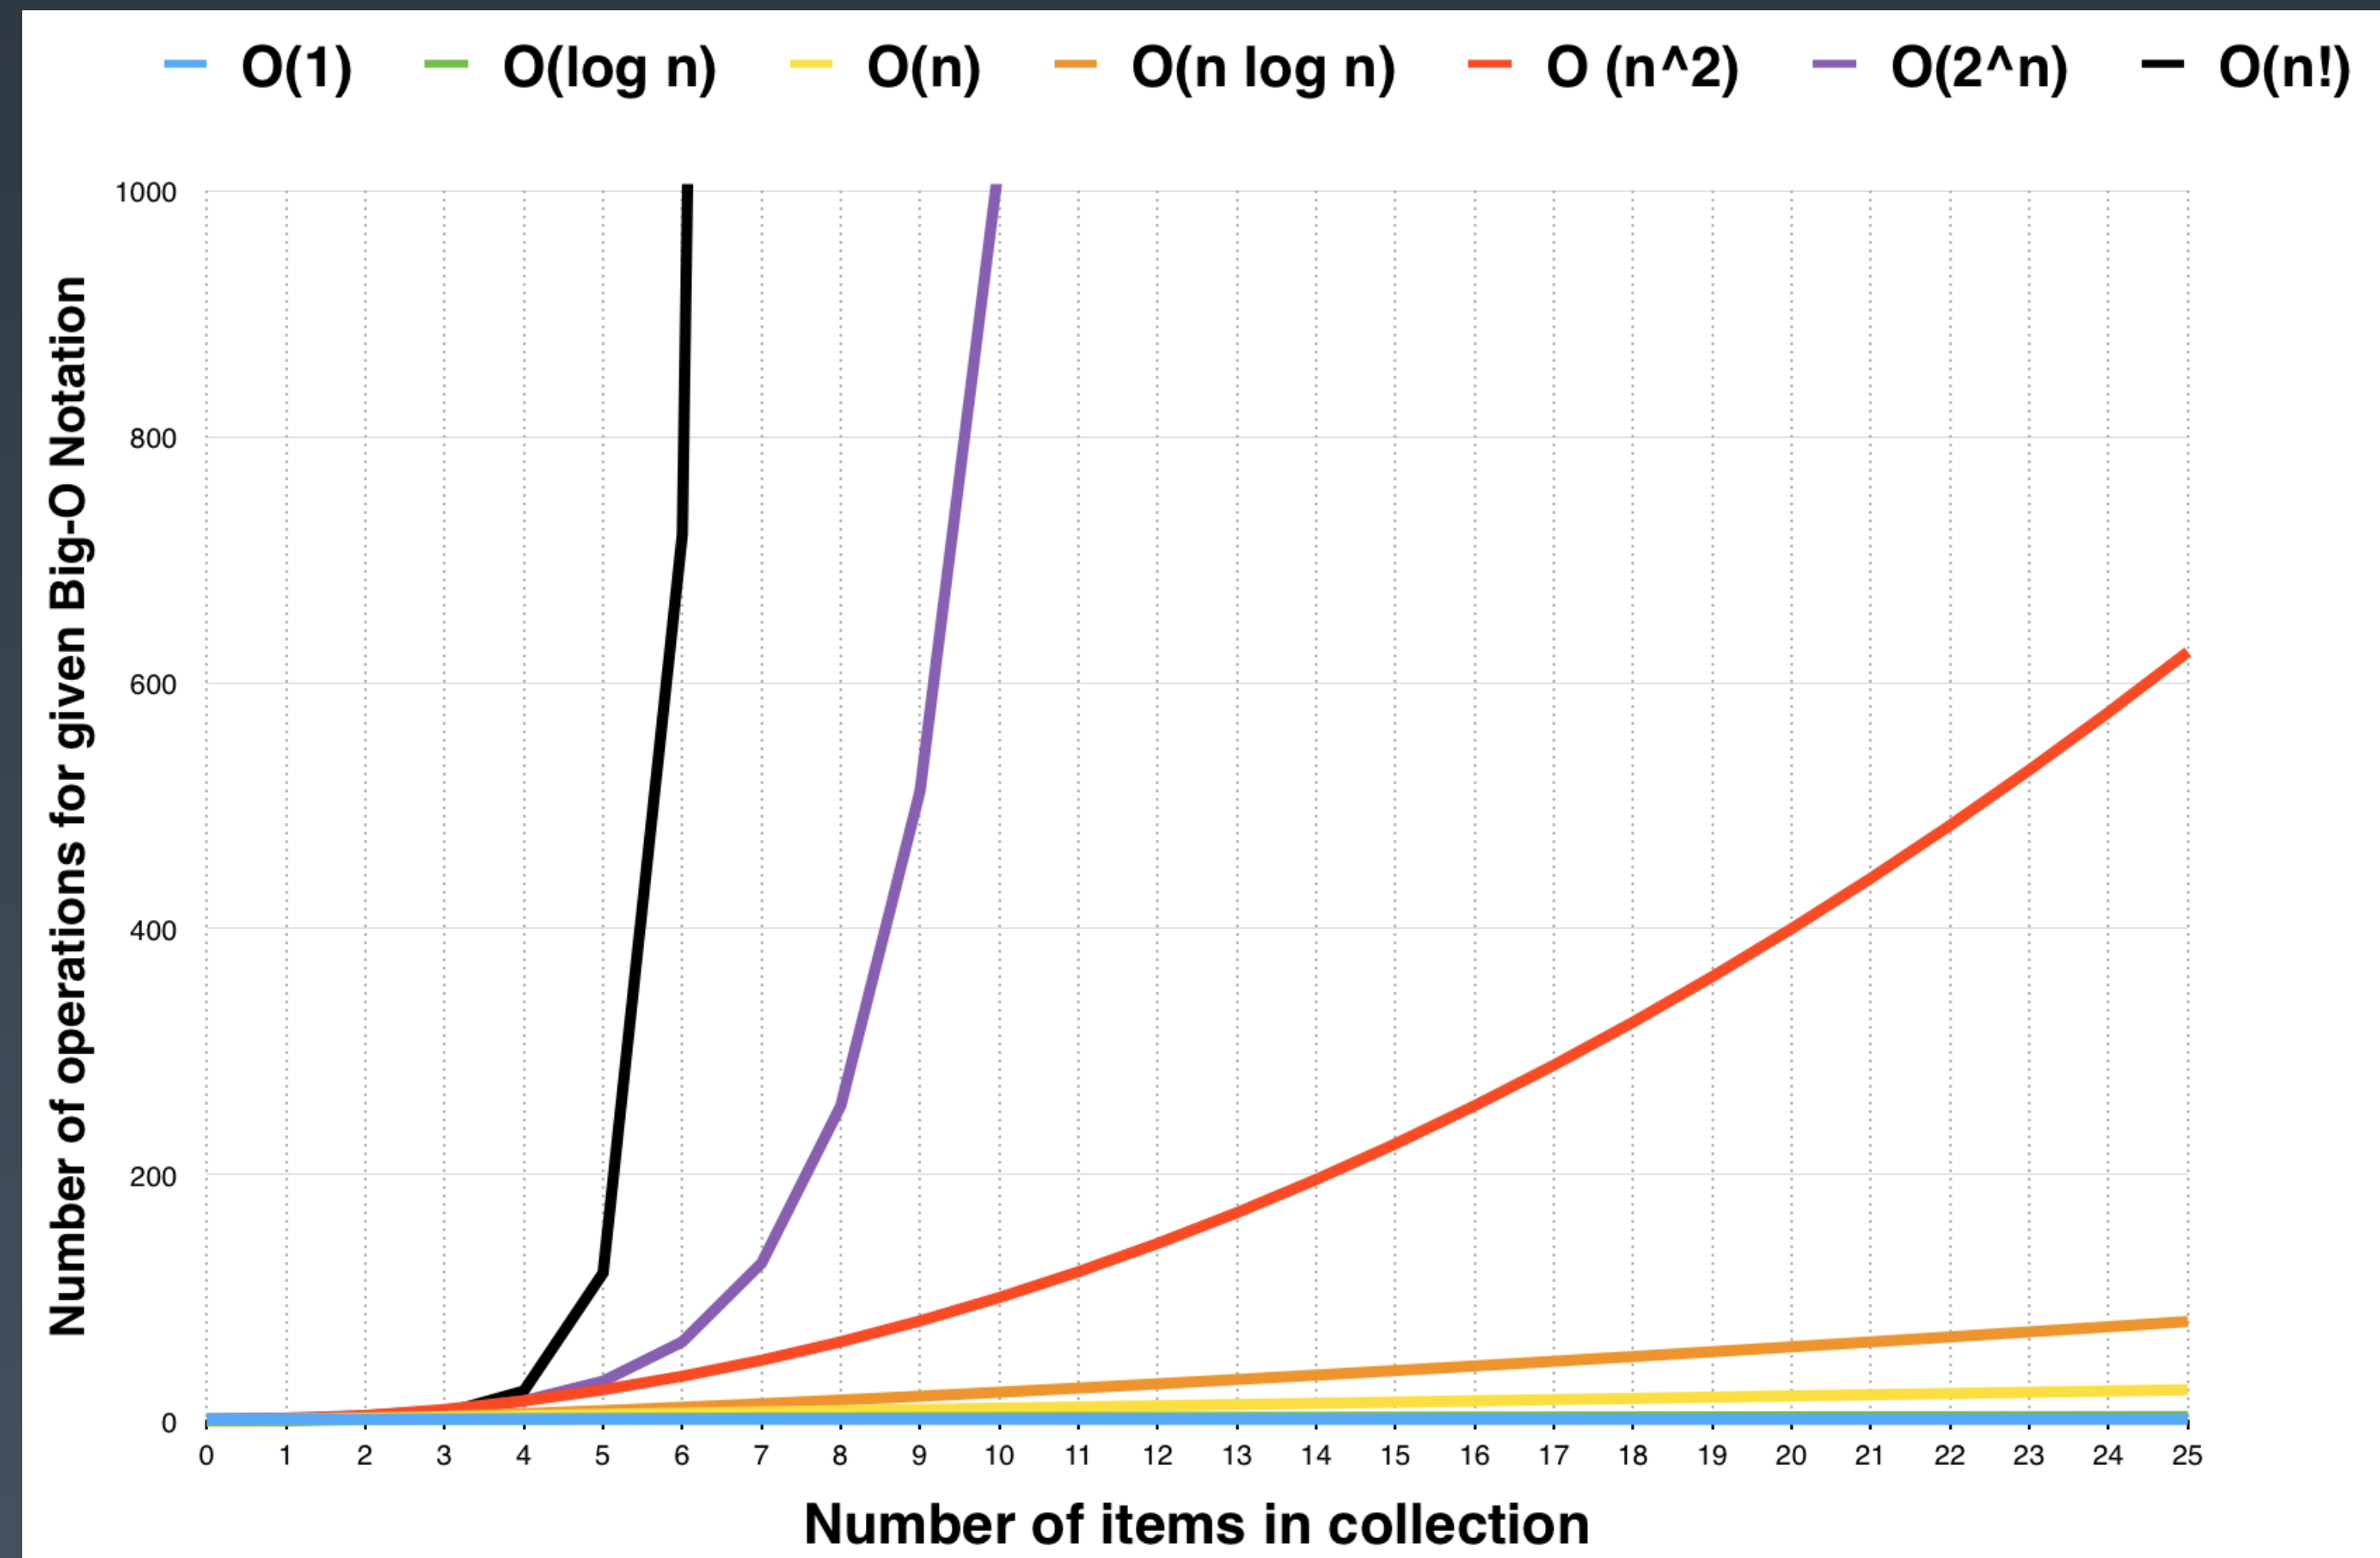 O(1) O(log n) O(n) O(n log n) O (n^2) O(2^n) O(n!)
Number of operations for given Big-O Notation
1000
800
600
400
200
0
0 1 2 3 4 5 6 7 8 9 10 11 12 13 14 15 16 17 18 19 20 21 22 23 24 25
Number of items in collection